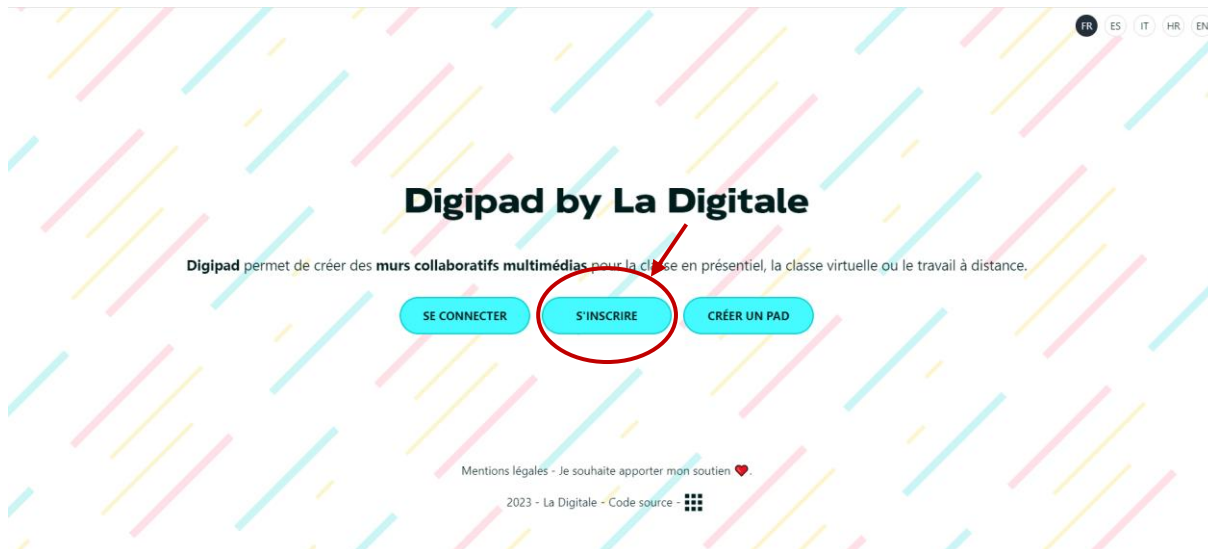 FR ES IT HR EN
Digipad by La Digitale
Digipad permet de créer des murs collaboratifs multimédias pour la classe en présentiel, la classe virtuelle ou le travail à distance.
SE CONNECTER S'INSCRIRE CRÉER UN PAD
Mentions légales - Je souhaite apporter mon soutien ❤.
2023 - La Digitale - Code source -